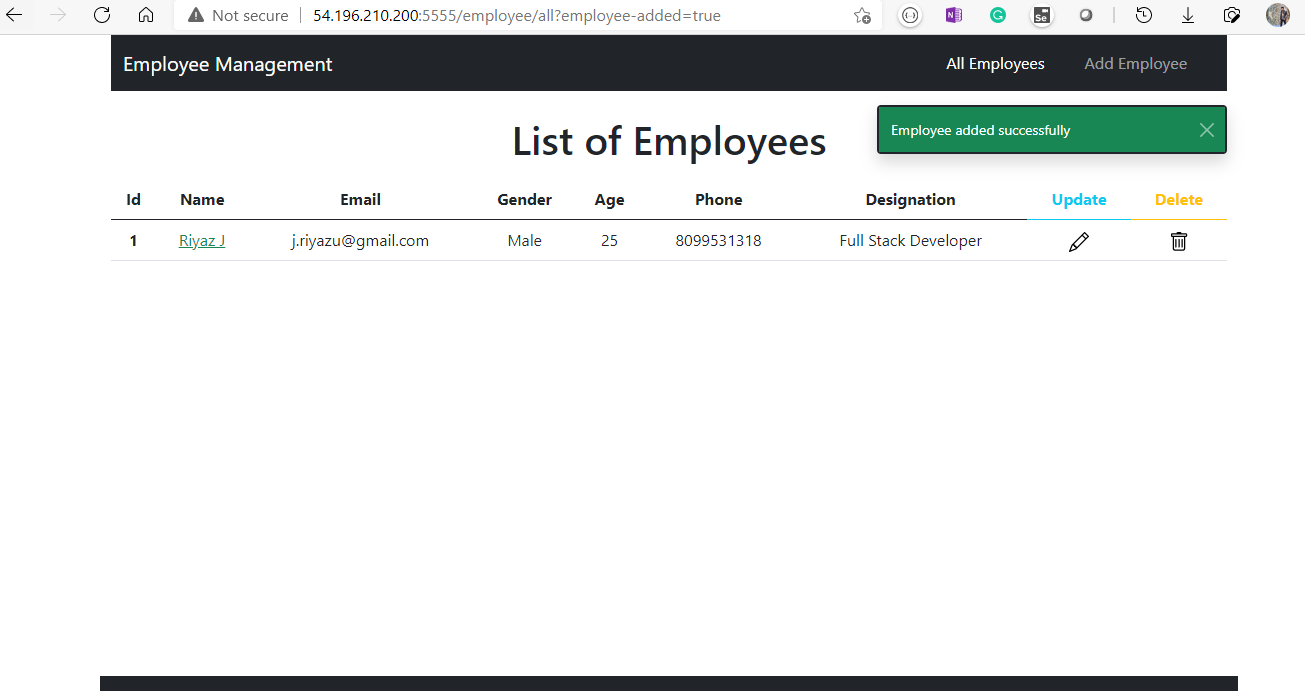 Not secure 54.196.210.200:5555/employee/all?employee-added=true
N
G
Se
Employee Management All Employees Add Employee
List of Employees
Employee added successfully
Id Name Email Gender Age Phone Designation Update Delete
1 Riyaz J j.riyazu@gmail.com Male 25 8099531318 Full Stack Developer